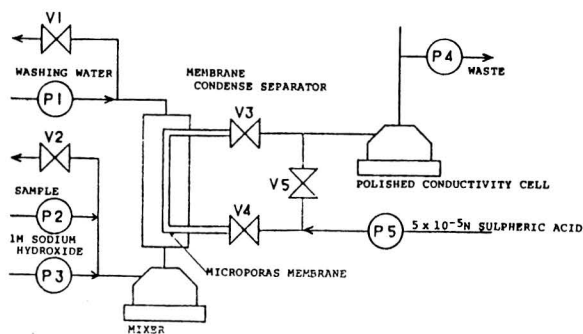 V1
WASHING WATER
P1
V2
SAMPLE
P2
1M SODIUM
HYDROXIDE
P3
MIXER
MEMBRANE
CONDENSE SEPARATOR
V3
V5
V4
MICROPORAS MEMBRANE
P4
WASTE
POLISHED CONDUCTIVITY CELL
P5
5 x 10⁻⁵N SULPHERIC ACID